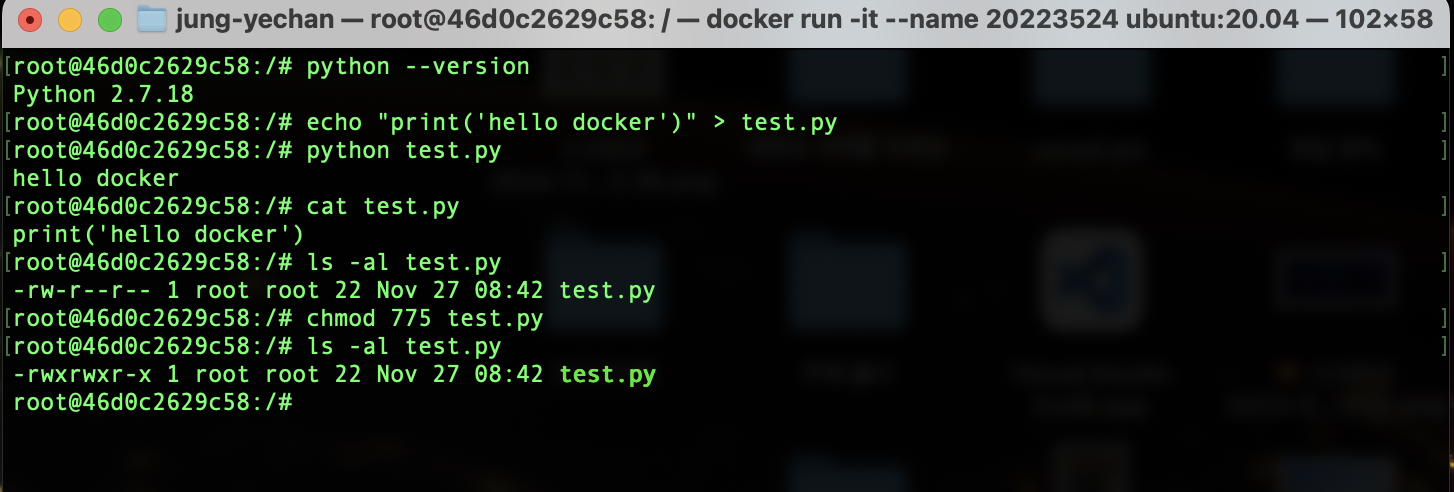 jung-yechan — root@46d0c2629c58: / — docker run -it --name 20223524 ubuntu:20.04 — 102×58
[root@46d0c2629c58:/# python --version ]
Python 2.7.18
[root@46d0c2629c58:/# echo "print('hello docker')" > test.py ]
[root@46d0c2629c58:/# python test.py ]
hello docker
[root@46d0c2629c58:/# cat test.py ]
print('hello docker')
[root@46d0c2629c58:/# ls -al test.py ]
-rw-r--r-- 1 root root 22 Nov 27 08:42 test.py
[root@46d0c2629c58:/# chmod 775 test.py ]
[root@46d0c2629c58:/# ls -al test.py ]
-rwxrwxr-x 1 root root 22 Nov 27 08:42 test.py
root@46d0c2629c58:/#